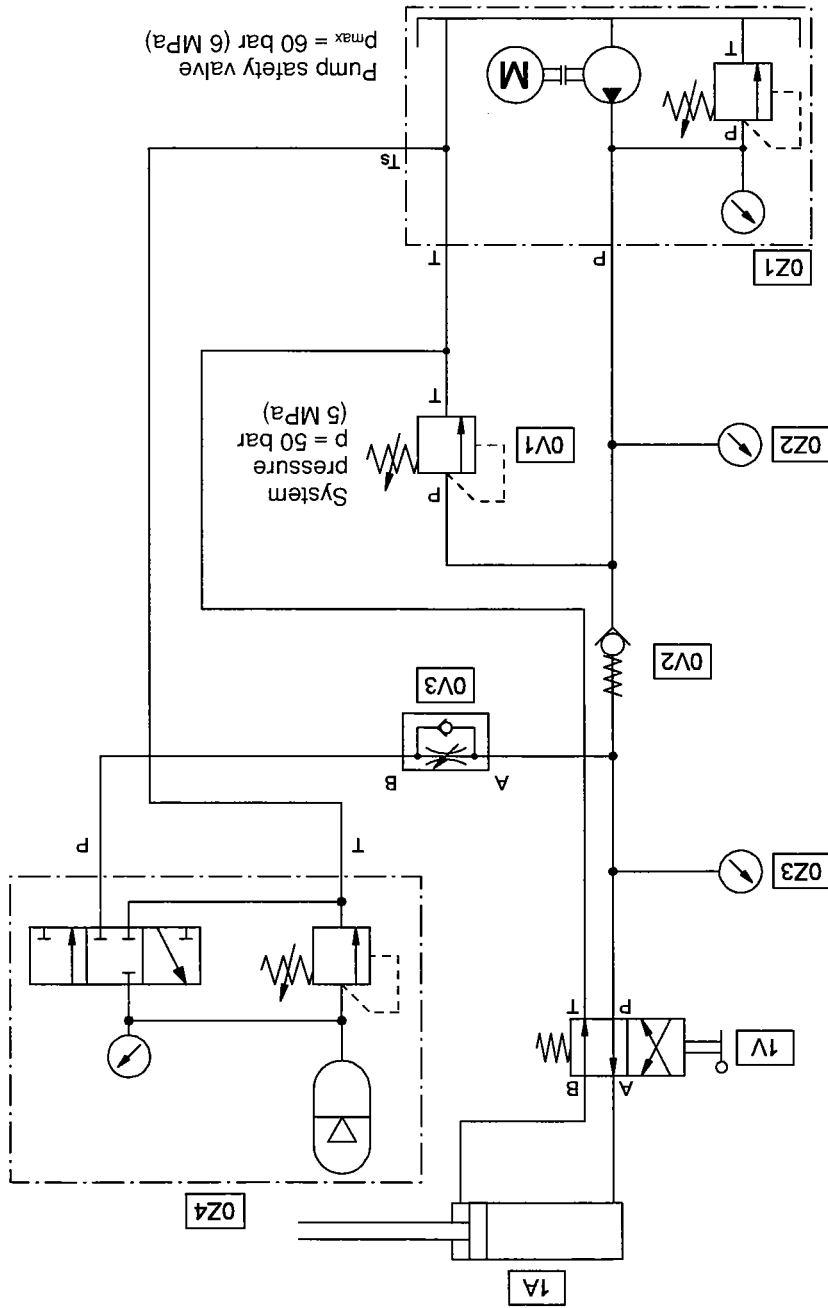 1A
0Z4
A B
1V
P T
0Z3
T P
A B
0V3
0V2
P
System
pressure
p = 50 bar
(5 MPa)
0Z2
0V1
T
0Z1
P T
Ts
P
M
Pump safety valve
pmax = 60 bar (6 MPa)
T